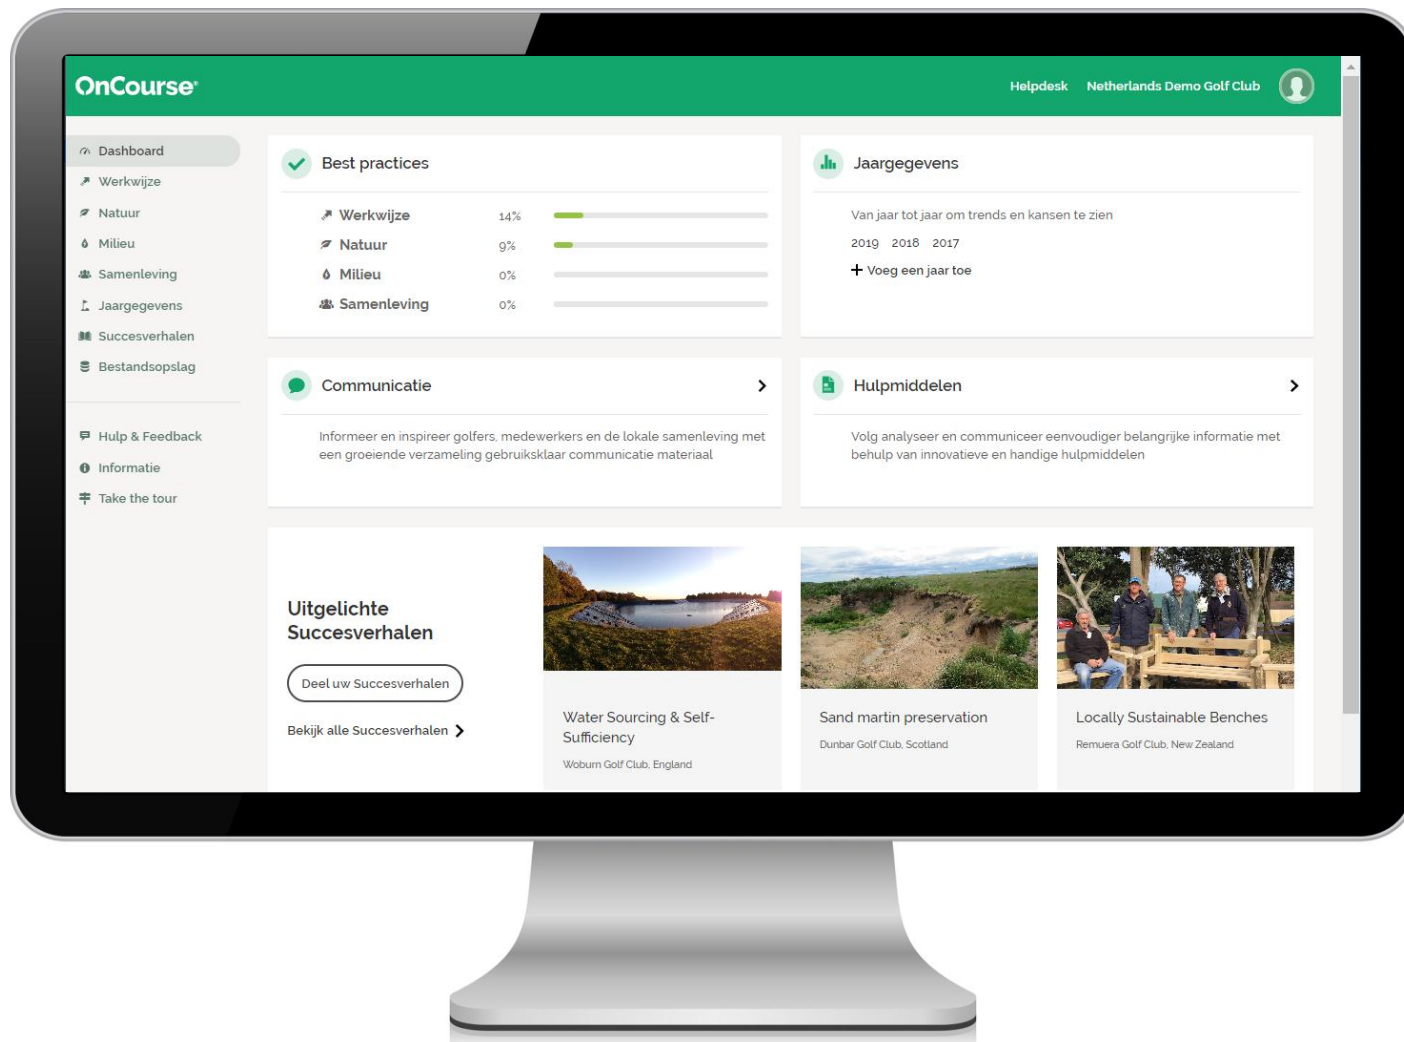 OnCourse®
Helpdesk Netherlands Demo Golf Club
Dashboard
Werkwijze
Natuur
Milieu
Samenleving
Jaargegevens
Succesverhalen
Bestandsopslag
Hulp & Feedback
Informatie
Take the tour
Best practices
Werkwijze 14%
Natuur 9%
Milieu 0%
Samenleving 0%
Jaargegevens
Van jaar tot jaar om trends en kansen te zien
2019 2018 2017
+ Voeg een jaar toe
Communicatie
Informeer en inspireer golfers, medewerkers en de lokale samenleving met
een groeiende verzameling gebruiksklaar communicatie materiaal
Hulpmiddelen
Volg analyseer en communiceer eenvoudiger belangrijke informatie met
behulp van innovatieve en handige hulpmiddelen
Uitgelichte
Succesverhalen
Deel uw Succesverhalen
Bekijk alle Succesverhalen
Water Sourcing & Self-
Sufficiency
Woburn Golf Club, England
Sand martin preservation
Dunbar Golf Club, Scotland
Locally Sustainable Benches
Remuera Golf Club, New Zealand